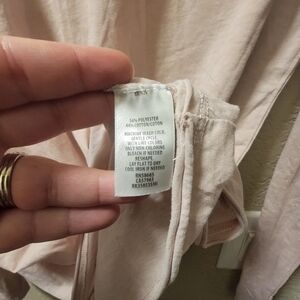 56% POLYESTER
44% COTTON/COTTON
MACHINE WASH COLD,
GENTLE CYCLE,
WITH LIKE COLORS
ONLY NON-CHLORINE
BLEACH IF NEEDED
RESHAPE,
LAY FLAT TO DRY
COOL IRON IF NEEDED